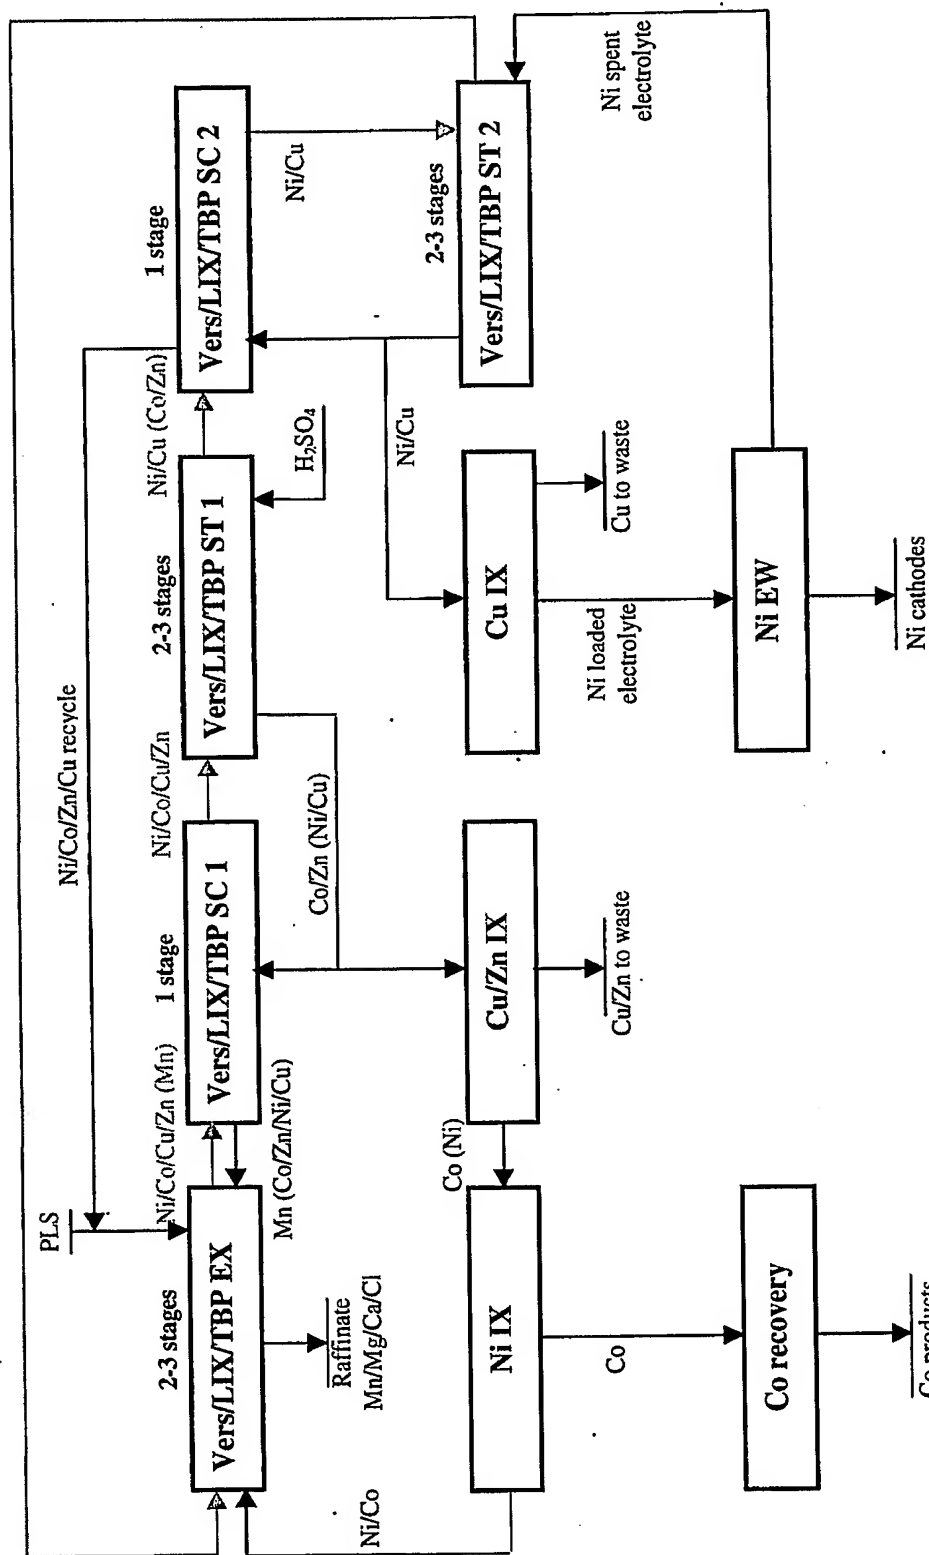 Ni/Co/Zn/Cu recycle
PLS
2-3 stages
Vers/LIX/TBP EX
Ni/Co/Cu/Zn (Mn)
Mn (Co/Zn/Ni/Cu)
1 stage
Vers/LIX/TBP SC 1
Ni/Co/Cu/Zn
2-3 stages
Vers/LIX/TBP ST 1
Ni/Cu (Co/Zn)
1 stage
Vers/LIX/TBP SC 2
Raffinate
Mn/Mg/Ca/Cl
Co/Zn (Ni/Cu)
H₂SO₄
Ni/Cu
Ni/Co
Ni/Cu
2-3 stages
Vers/LIX/TBP ST 2
Ni IX
Co (Ni)
Cu/Zn IX
Cu IX
Co
Cu/Zn to waste
Ni loaded
electrolyte
Cu to waste
Ni spent
electrolyte
Co recovery
Ni EW
Co products
Ni cathodes